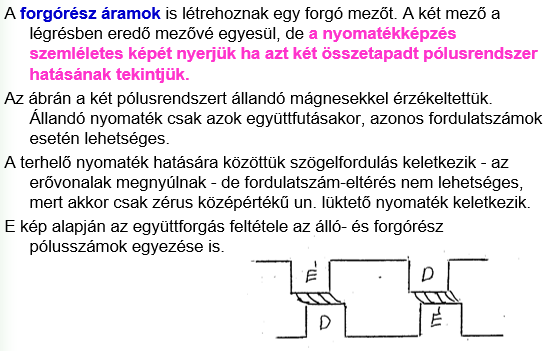 A forgórész áramok is létrehoznak egy forgó mezőt. A két mező a
légrésben eredő mezővé egyesül, de a nyomatékképzés
szemléletes képét nyerjük ha azt két összetapadt pólusrendszer
hatásának tekintjük.
Az ábrán a két pólusrendszert állandó mágnesekkel érzékeltettük.
Állandó nyomaték csak azok együttfutásakor, azonos fordulatszámok
esetén lehetséges.
A terhelő nyomaték hatására közöttük szögelfordulás keletkezik - az
erővonalak megnyúlnak - de fordulatszám-eltérés nem lehetséges,
mert akkor csak zérus középértékű un. lüktető nyomaték keletkezik.
E kép alapján az együttforgás feltétele az álló- és forgórész
pólusszámok egyezése is.
É D
D É